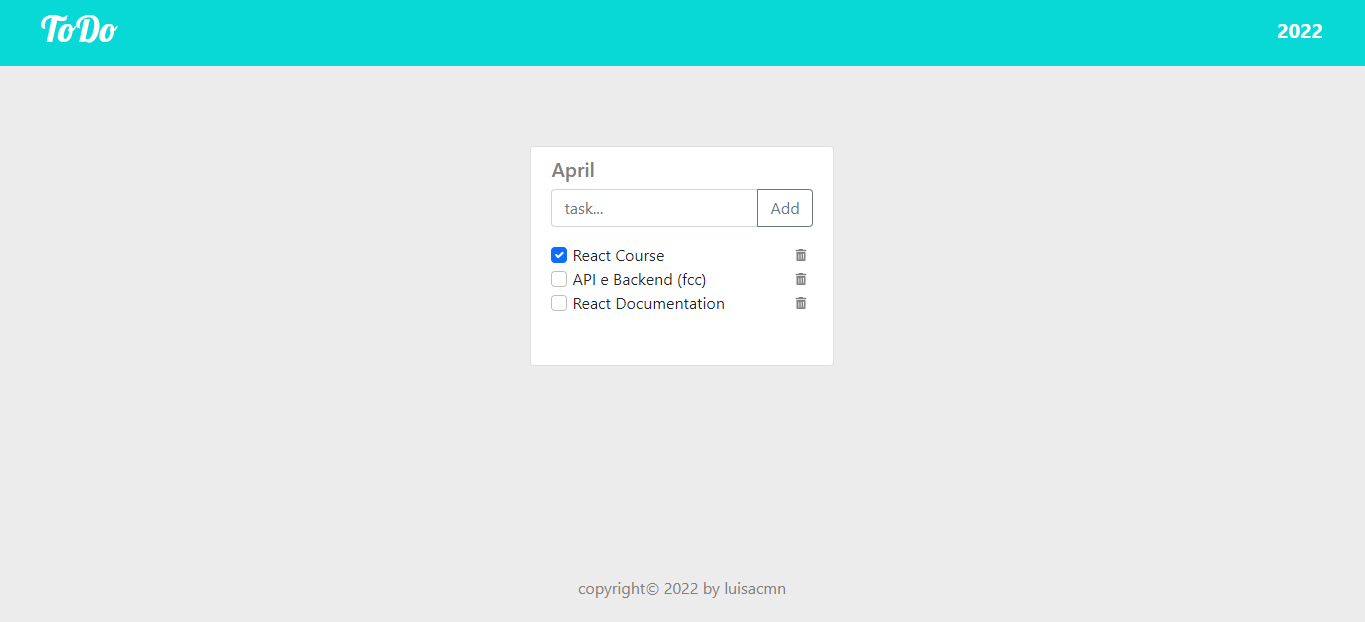 ToDo
2022
April
task...
Add
React Course
API e Backend (fcc)
React Documentation
copyright© 2022 by luisacmn